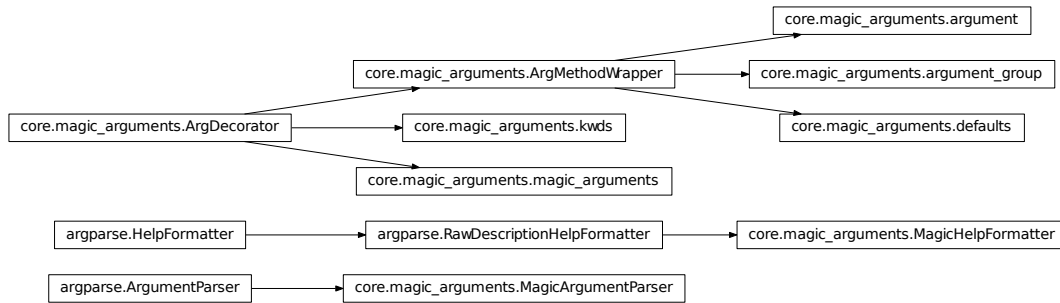 core.magic_arguments.argument
core.magic_arguments.ArgMethodWrapper
core.magic_arguments.argument_group
core.magic_arguments.ArgDecorator
core.magic_arguments.kwds
core.magic_arguments.defaults
core.magic_arguments.magic_arguments
argparse.HelpFormatter
argparse.RawDescriptionHelpFormatter
core.magic_arguments.MagicHelpFormatter
argparse.ArgumentParser
core.magic_arguments.MagicArgumentParser